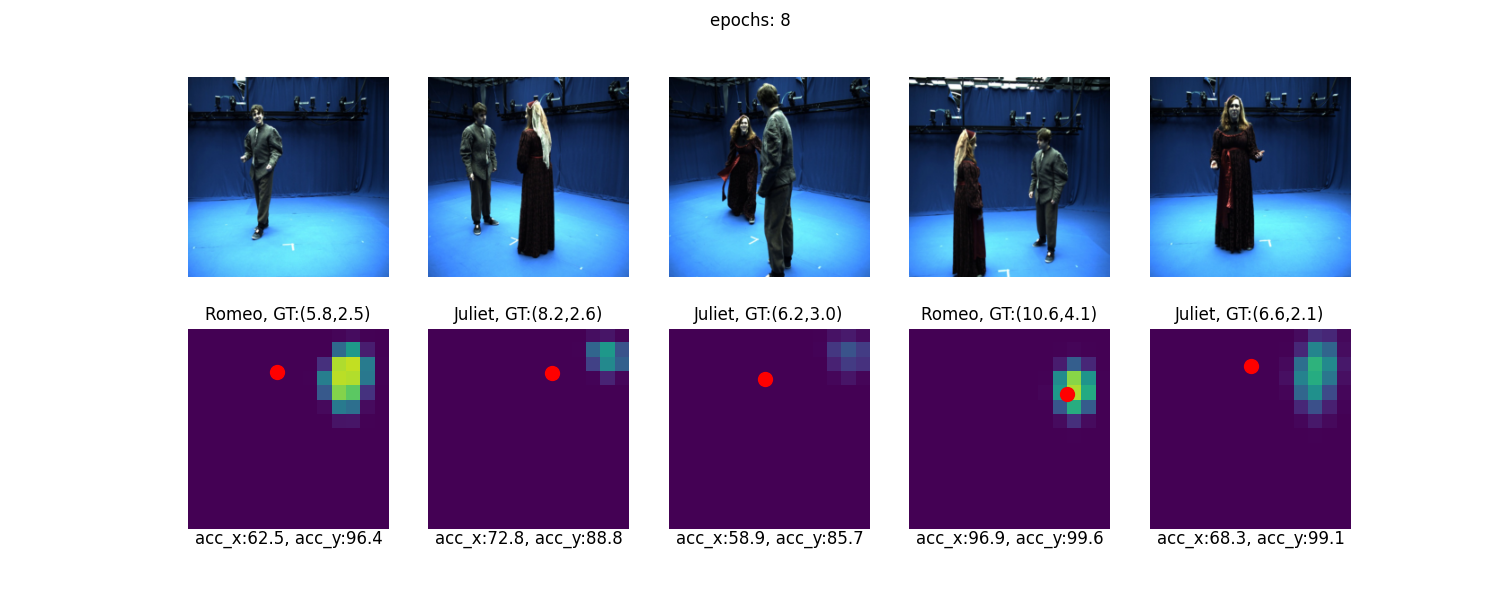 epochs: 8
Romeo, GT:(5.8,2.5)
Juliet, GT:(8.2,2.6)
Juliet, GT:(6.2,3.0)
Romeo, GT:(10.6,4.1)
Juliet, GT:(6.6,2.1)
acc_x:62.5, acc_y:96.4
acc_x:72.8, acc_y:88.8
acc_x:58.9, acc_y:85.7
acc_x:96.9, acc_y:99.6
acc_x:68.3, acc_y:99.1